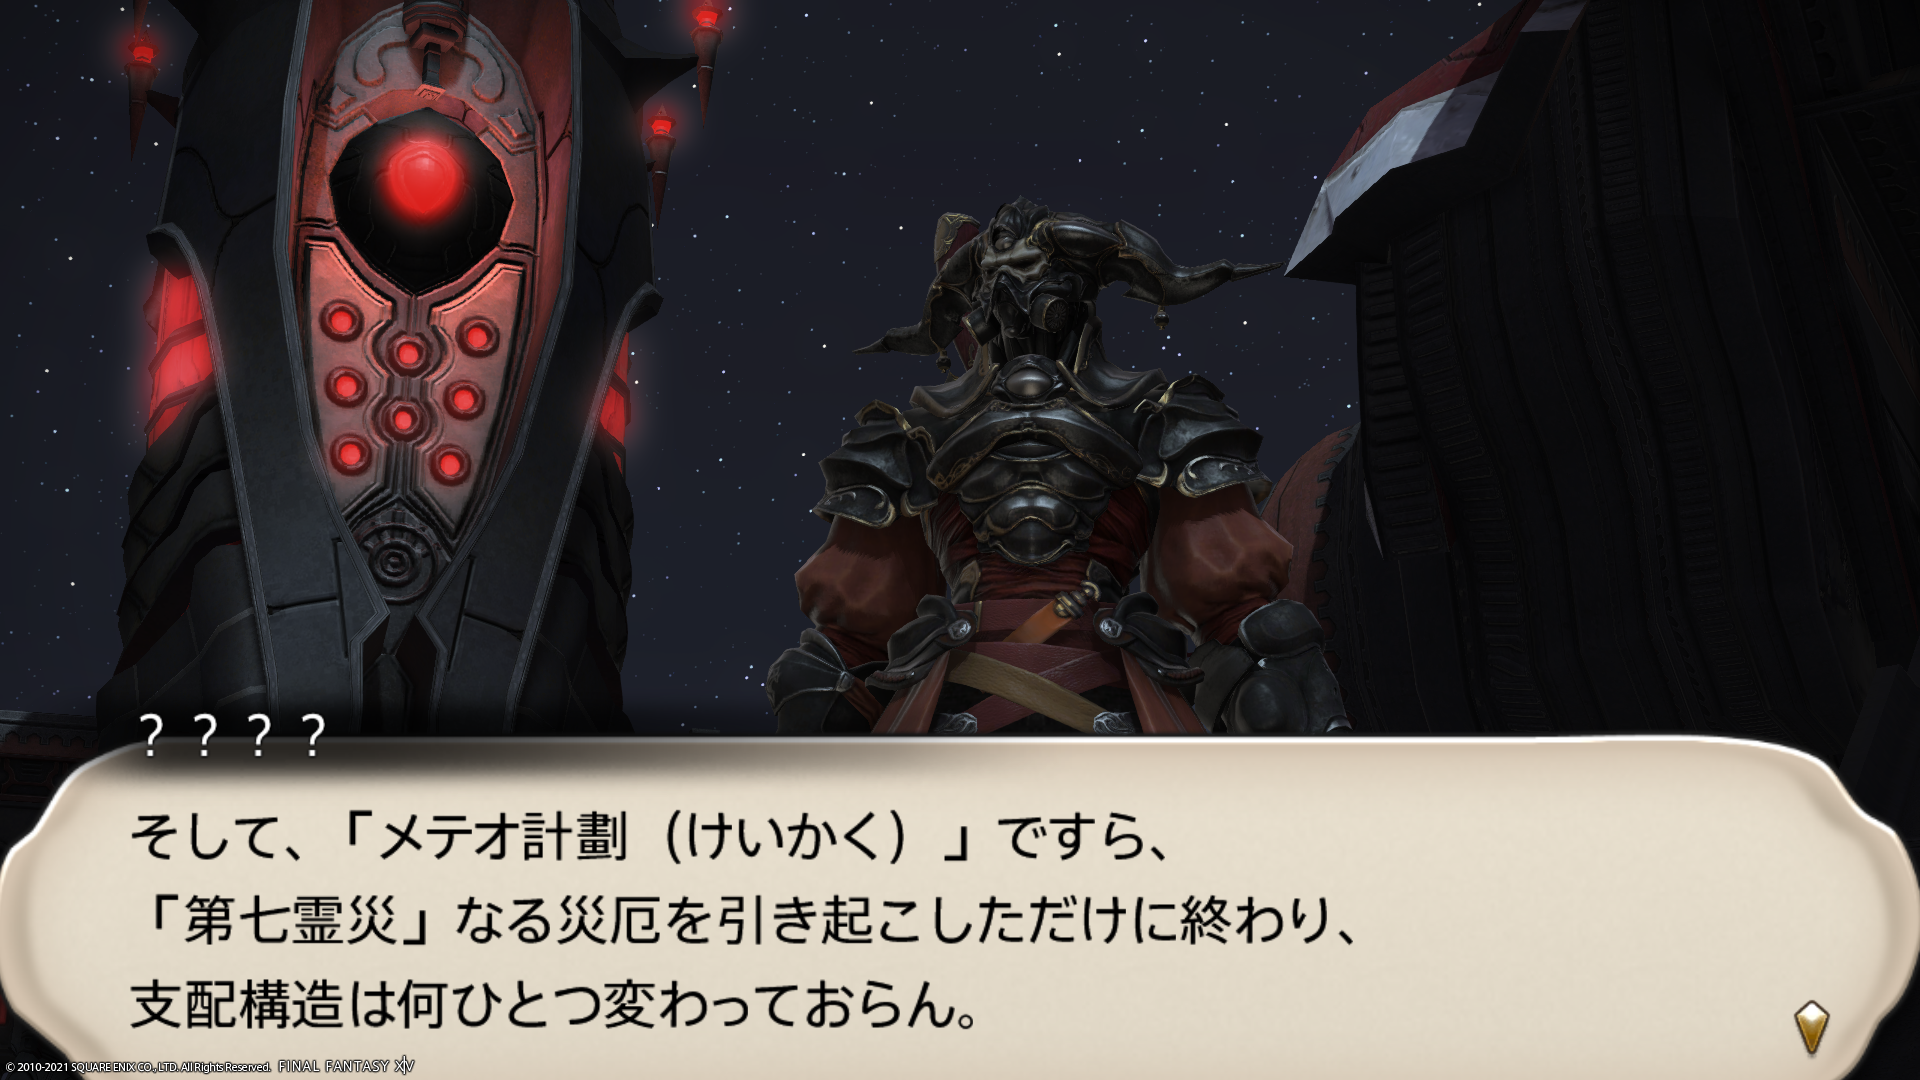 ？？？？
そして、「メテオ計劃（けいかく）」ですら、
「第七霊災」なる災厄を引き起こしただけに終わり、
支配構造は何ひとつ変わっておらん。
© 2010-2021 SQUARE ENIX CO., LTD. All Rights Reserved. FINAL FANTASY XIV